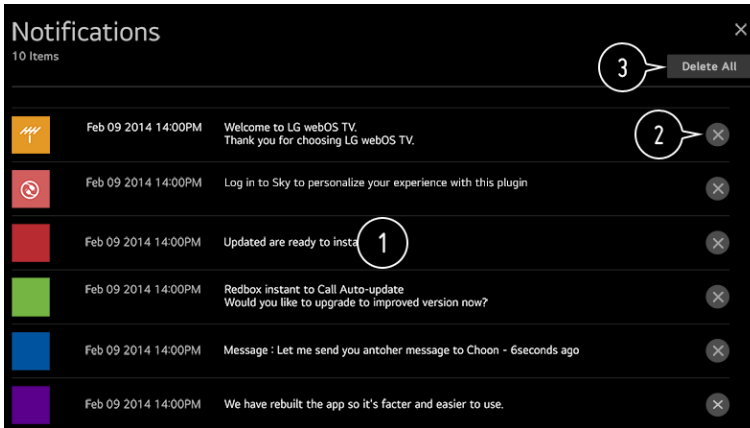 Notifications
10 Items
3
Delete All
Feb 09 2014 14:00PM
Welcome to LG webOS TV.
Thank you for choosing LG webOS TV.
2
Feb 09 2014 14:00PM
Log in to Sky to personalize your experience with this plugin
Feb 09 2014 14:00PM
Updated are ready to insta
1
Feb 09 2014 14:00PM
Redbox instant to Call Auto-update
Would you like to upgrade to improved version now?
Feb 09 2014 14:00PM
Message : Let me send you antoher message to Choon - 6seconds ago
Feb 09 2014 14:00PM
We have rebuilt the app so it's facter and easier to use.